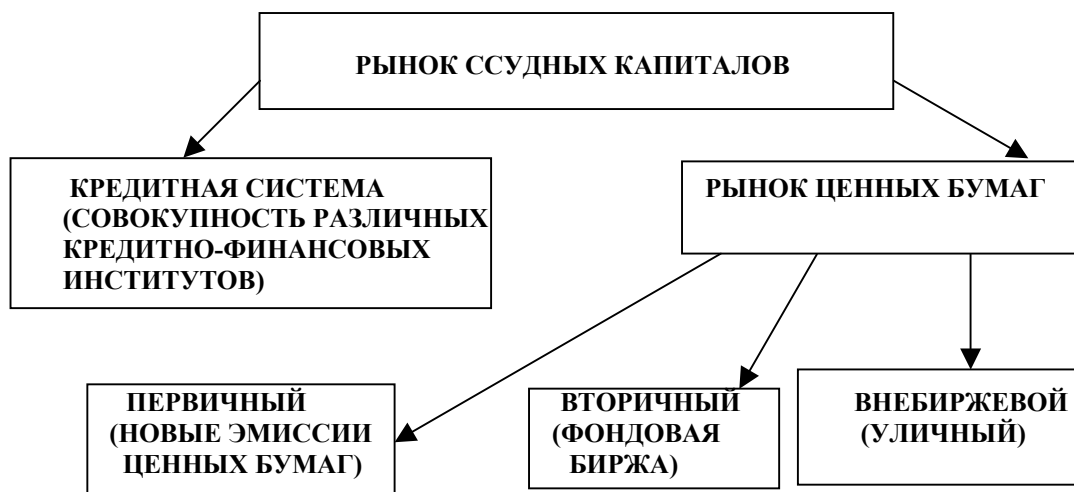 РЫНОК ССУДНЫХ КАПИТАЛОВ
КРЕДИТНАЯ СИСТЕМА
(СОВОКУПНОСТЬ РАЗЛИЧНЫХ
КРЕДИТНО-ФИНАНСОВЫХ
ИНСТИТУТОВ)
РЫНОК ЦЕННЫХ БУМАГ
ПЕРВИЧНЫЙ
(НОВЫЕ ЭМИССИИ
ЦЕННЫХ БУМАГ)
ВТОРИЧНЫЙ
(ФОНДОВАЯ
БИРЖА)
ВНЕБИРЖЕВОЙ
(УЛИЧНЫЙ)